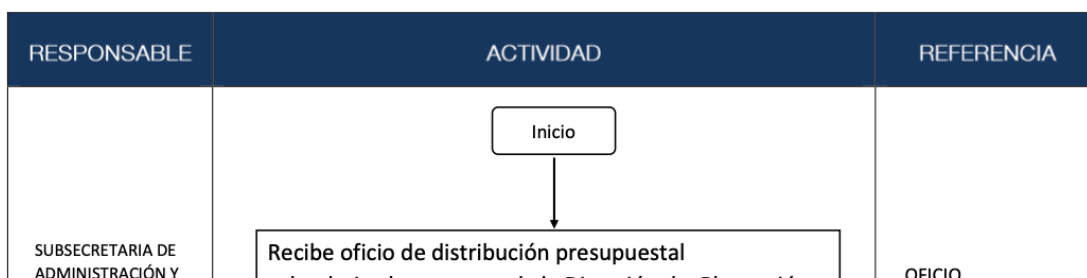 RESPONSABLE
ACTIVIDAD
REFERENCIA
Inicio
SUBSECRETARIA DE
ADMINISTRACIÓN Y
Recibe oficio de distribución presupuestal
OFICIO